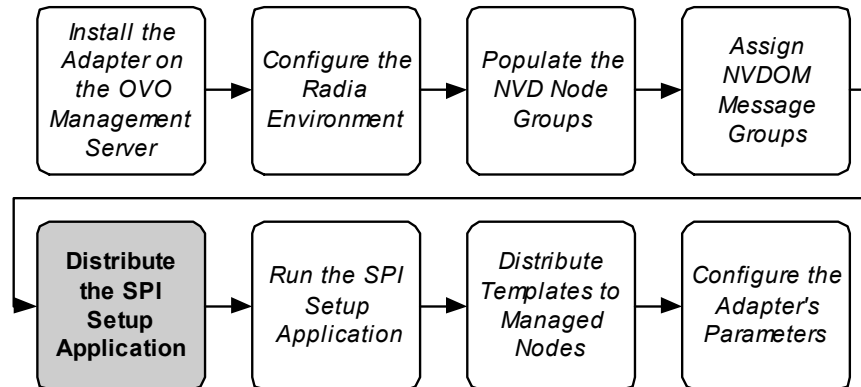 Install the
Adapter on
the OVO
Management
Server
Configure the
Radia
Environment
Populate the
NVD Node
Groups
Assign
NVDOM
Message
Groups
Distribute
the SPI
Setup
Application
Run the SPI
Setup
Application
Distribute
Templates to
Managed
Nodes
Configure the
Adapter's
Parameters